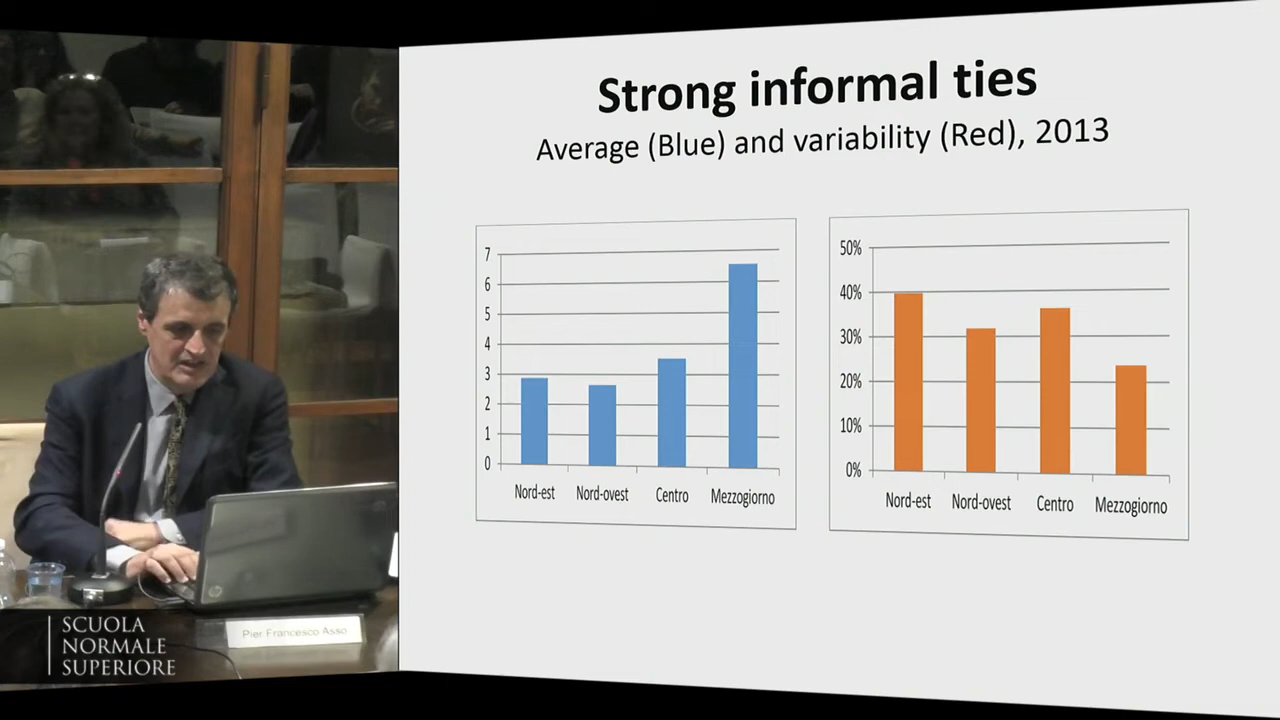 Strong informal ties
Average (Blue) and variability (Red), 2013
7
6
5
4
3
2
1
0
Nord-est Nord-ovest Centro Mezzogiorno
50%
40%
30%
20%
10%
0%
Nord-est Nord-ovest Centro Mezzogiorno
Pier Francesco Asso
SCUOLA
NORMALE
SUPERIORE